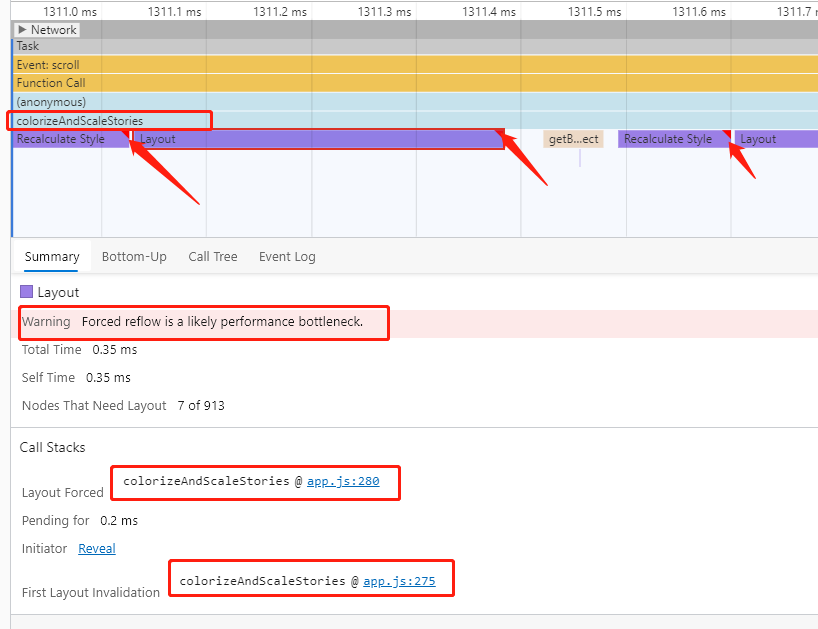 1311.0 ms 1311.1 ms 1311.2 ms 1311.3 ms 1311.4 ms 1311.5 ms 1311.6 ms 1311.7 r
▶ Network
Task
Event: scroll
Function Call
(anonymous)
colorizeAndScaleStories
Recalculate Style Layout getB...ect Recalculate Style Layout
Summary Bottom-Up Call Tree Event Log
Layout
Warning Forced reflow is a likely performance bottleneck.
Total Time 0.35 ms
Self Time 0.35 ms
Nodes That Need Layout 7 of 913
Call Stacks
Layout Forced colorizeAndScaleStories @ app.js:280
Pending for 0.2 ms
Initiator Reveal
First Layout Invalidation colorizeAndScaleStories @ app.js:275